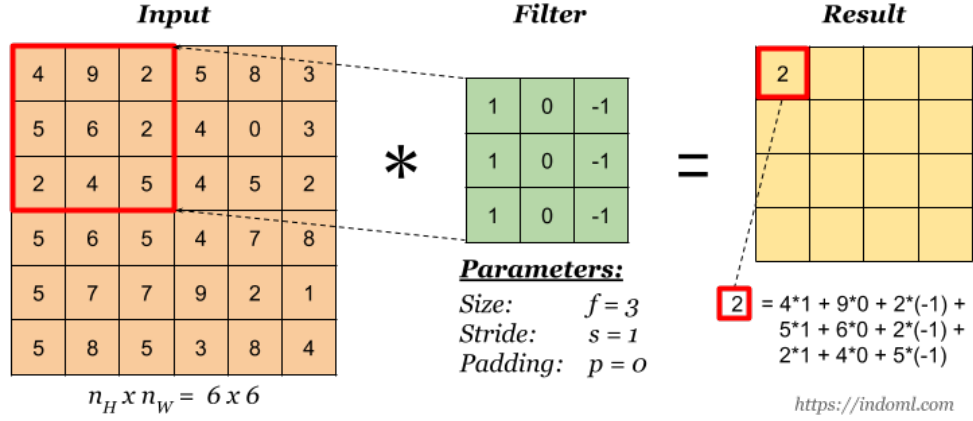 Input Filter Result
4 9 2 5 8 3
5 6 2 4 0 3
2 4 5 4 5 2
5 6 5 4 7 8
5 7 7 9 2 1
5 8 5 3 8 4
n_H x n_W = 6 x 6
*
1 0 -1
1 0 -1
1 0 -1
Parameters:
Size: f = 3
Stride: s = 1
Padding: p = 0
=
2
2 = 4*1 + 9*0 + 2*(-1) +
5*1 + 6*0 + 2*(-1) +
2*1 + 4*0 + 5*(-1)
https://indoml.com